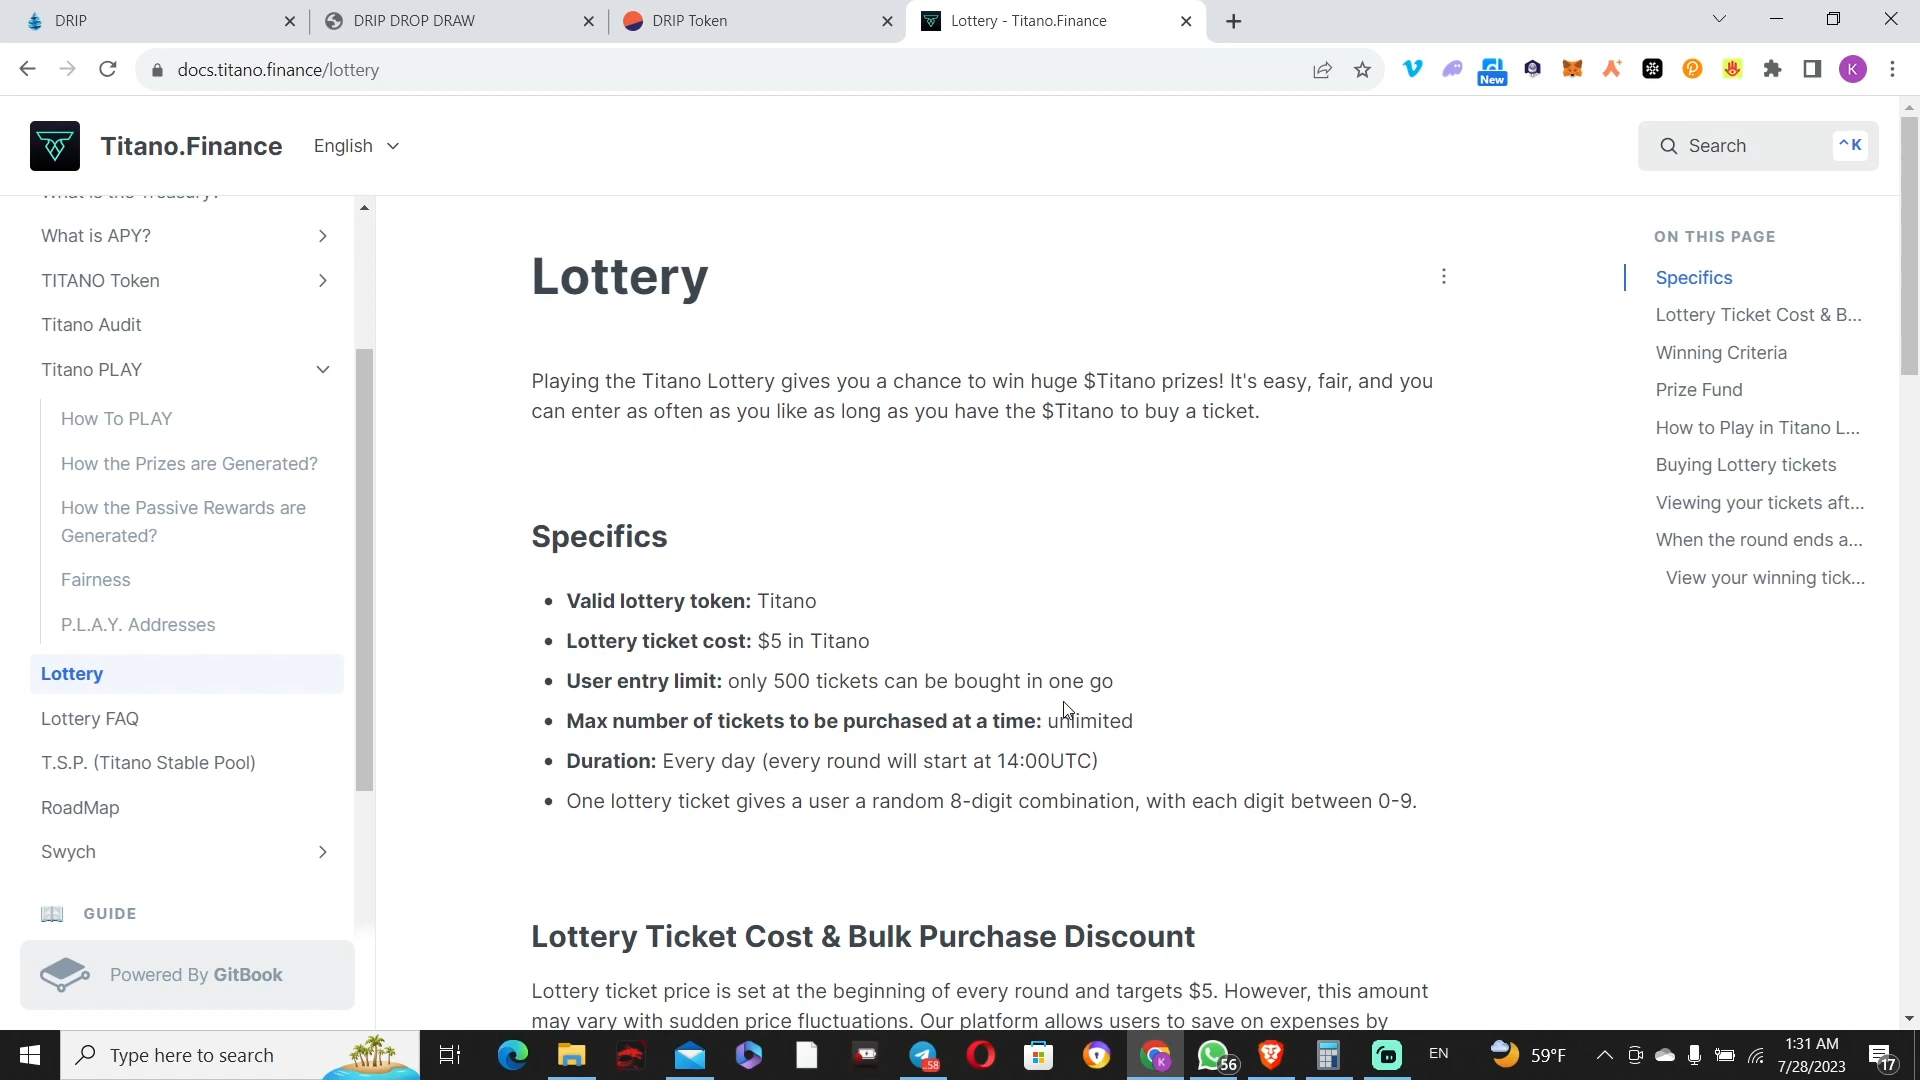 DRIP
DRIP DROP DRAW
DRIP Token
Lottery - Titano.Finance
docs.titano.finance/lottery
New
K
Titano.Finance
English
Search
^K
What is the Treasury?
What is APY?
TITANO Token
Titano Audit
Titano PLAY
How To PLAY
How the Prizes are Generated?
How the Passive Rewards are
Generated?
Fairness
P.L.A.Y. Addresses
Lottery
Lottery FAQ
T.S.P. (Titano Stable Pool)
RoadMap
Swych
GUIDE
Powered By GitBook
Lottery
Playing the Titano Lottery gives you a chance to win huge $Titano prizes! It's easy, fair, and you
can enter as often as you like as long as you have the $Titano to buy a ticket.
Specifics
• Valid lottery token: Titano
• Lottery ticket cost: $5 in Titano
• User entry limit: only 500 tickets can be bought in one go
• Max number of tickets to be purchased at a time: unlimited
• Duration: Every day (every round will start at 14:00UTC)
• One lottery ticket gives a user a random 8-digit combination, with each digit between 0-9.
Lottery Ticket Cost & Bulk Purchase Discount
Lottery ticket price is set at the beginning of every round and targets $5. However, this amount
may vary with sudden price fluctuations. Our platform allows users to save on expenses by
ON THIS PAGE
Specifics
Lottery Ticket Cost & B...
Winning Criteria
Prize Fund
How to Play in Titano L...
Buying Lottery tickets
Viewing your tickets aft...
When the round ends a...
View your winning tick...
Type here to search
58
K
56
EN
59°F
1:31 AM
7/28/2023
17